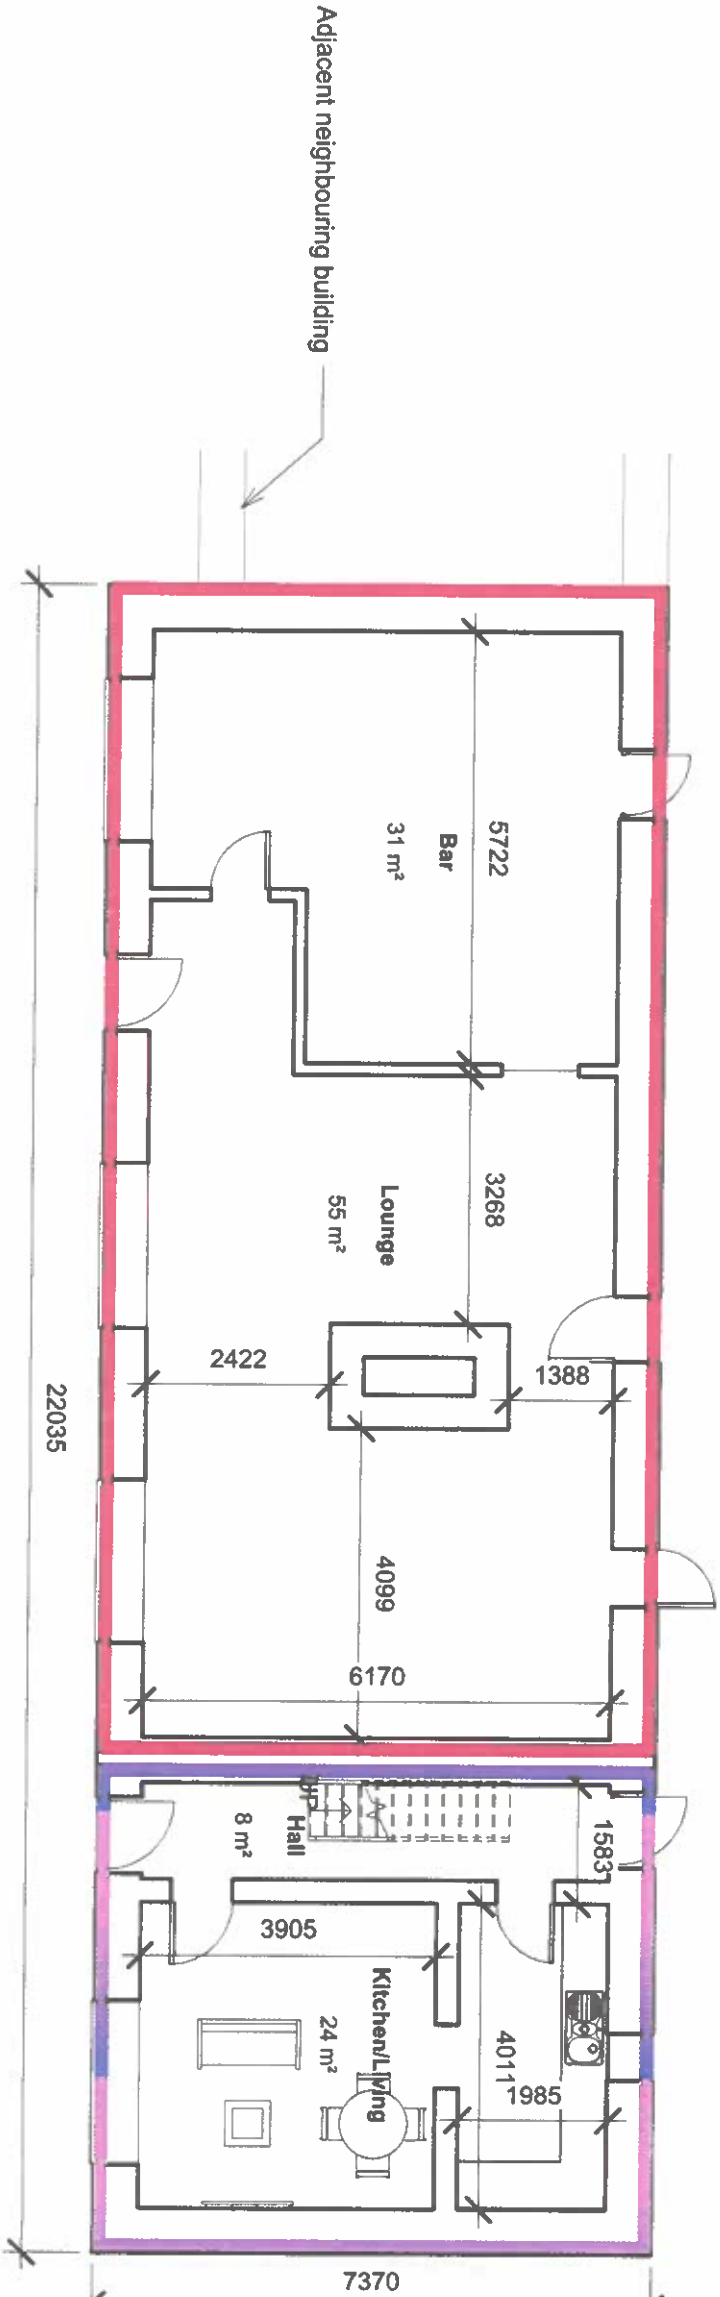 Adjacent neighbouring building
5722
Bar
31 m²
3268
Lounge
55 m²
2422
1388
22035
4099
6170
UP
Hall
8 m²
1583
3905
Kitchen/Living
24 m²
4011
1985
7370